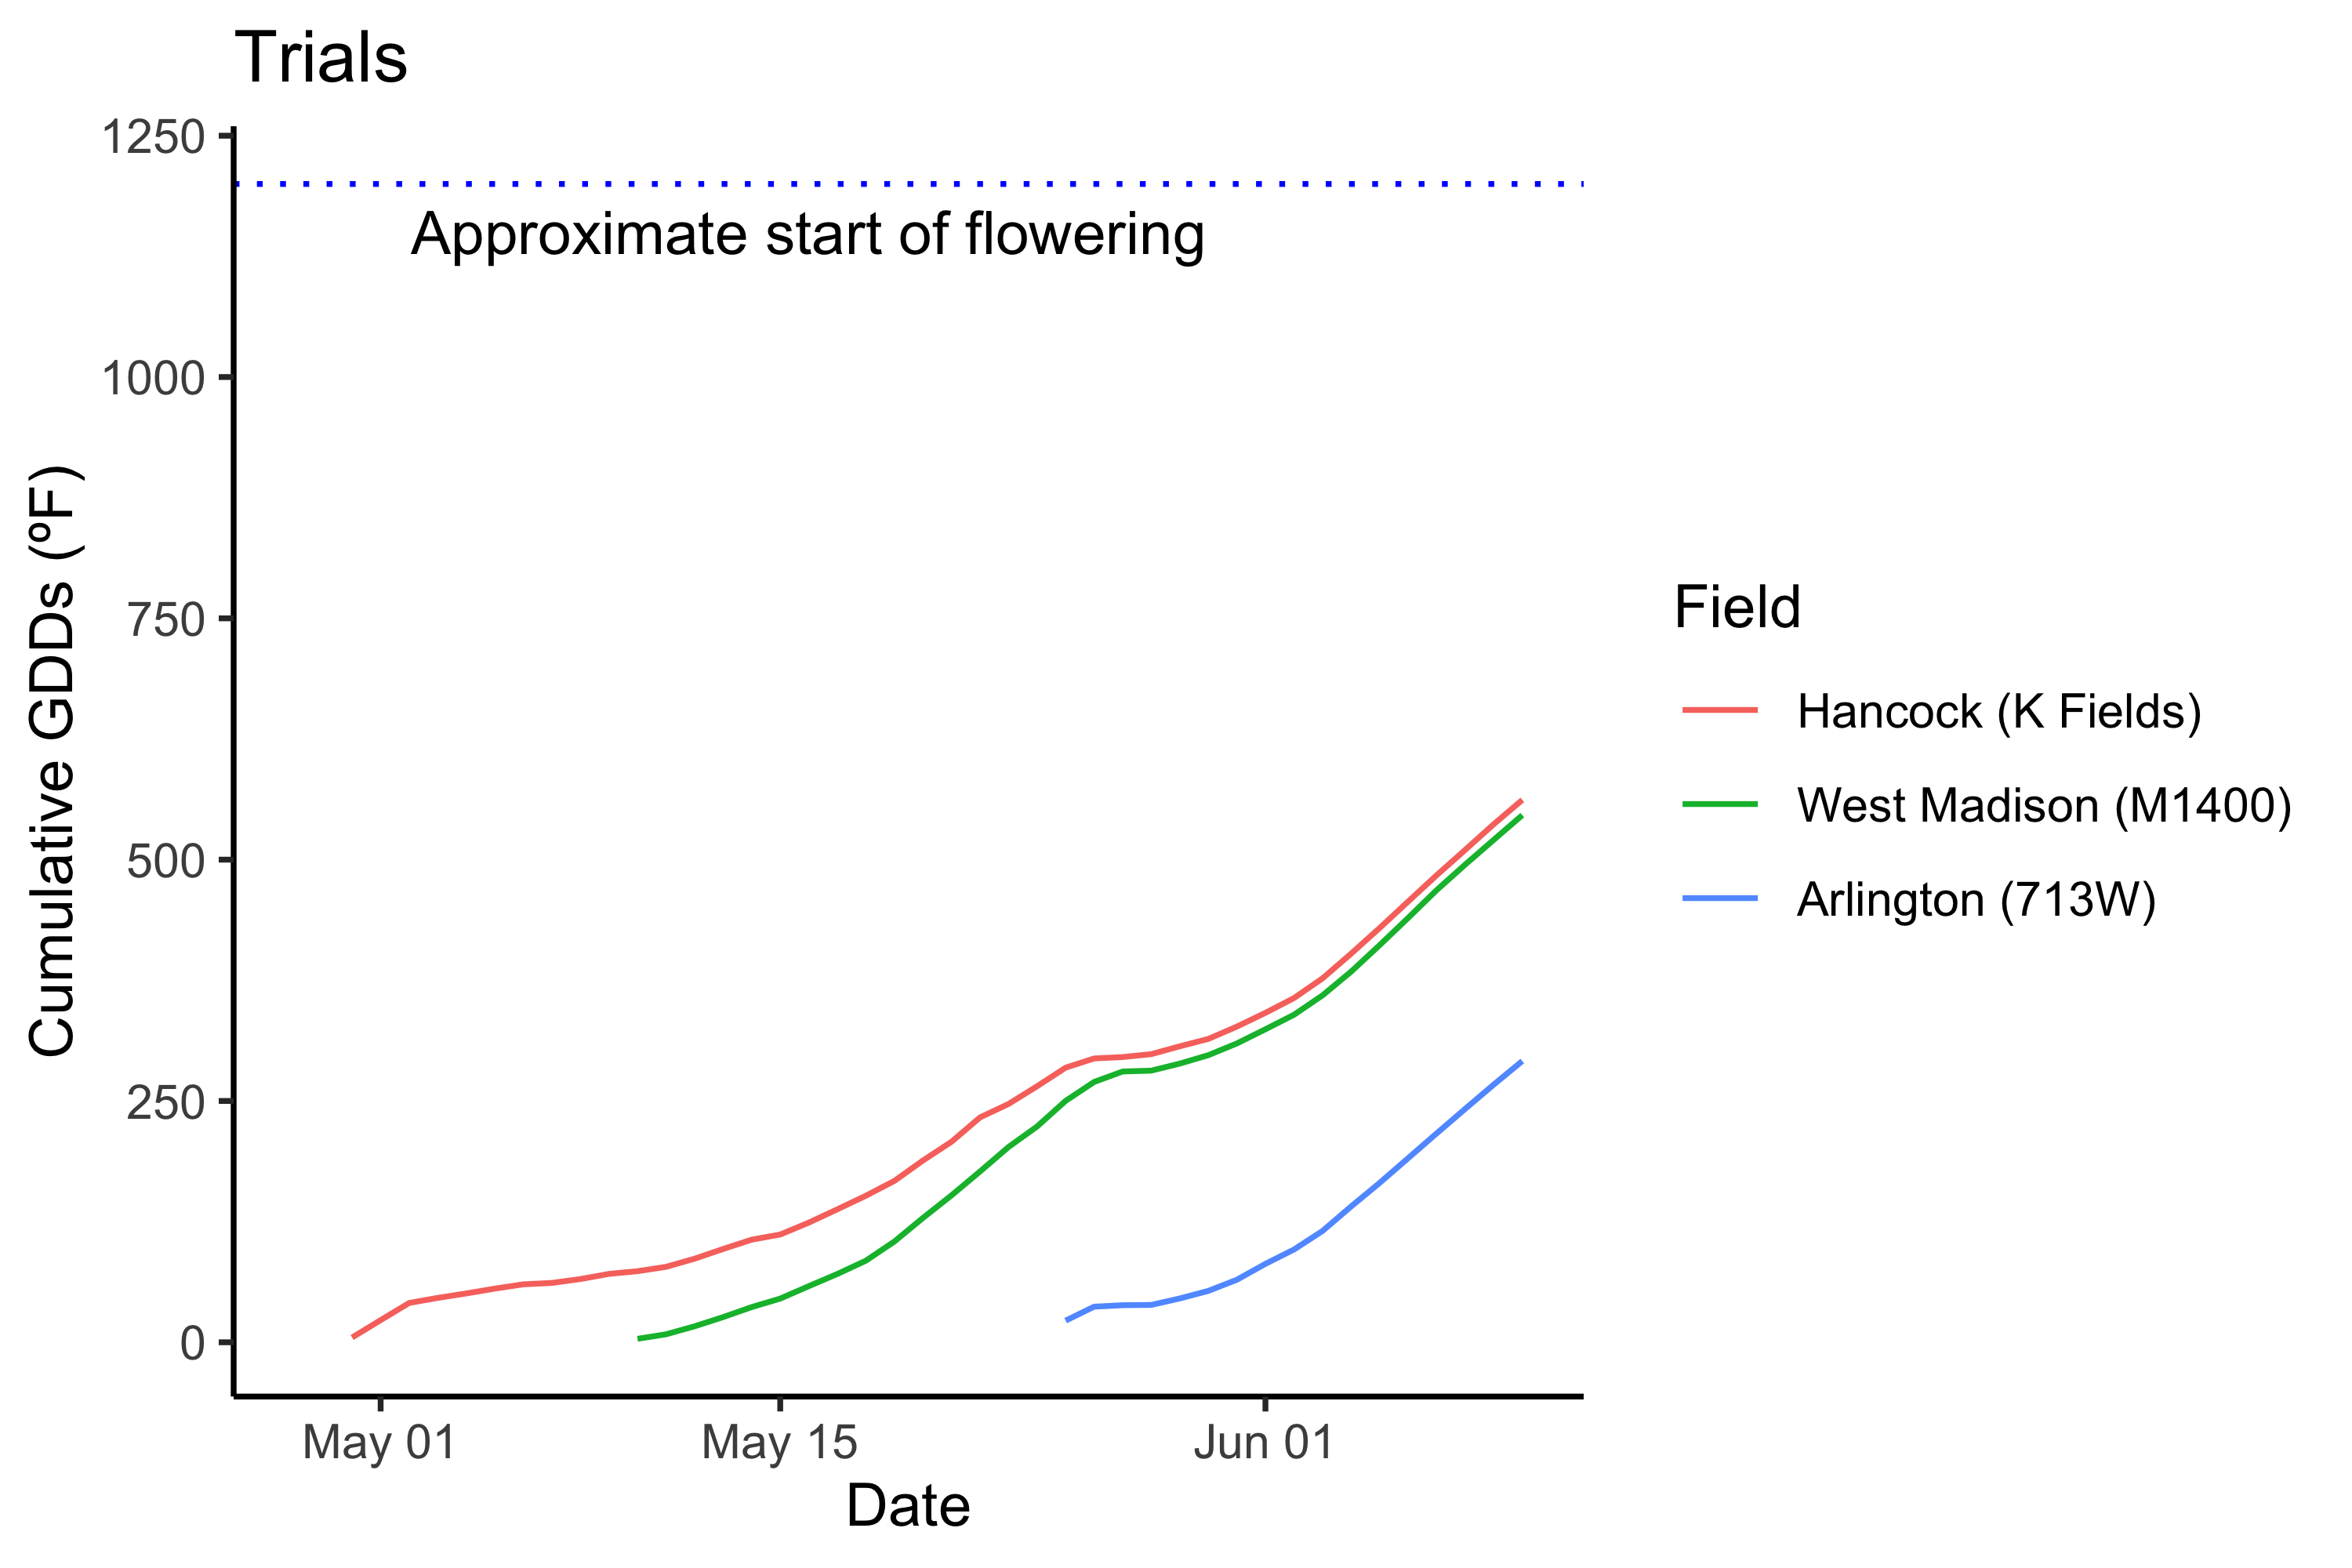 Trials
1250
Approximate start of flowering
1000
750
500
250
0
Cumulative GDDs (ºF)
May 01
May 15
Jun 01
Date
Field
Hancock (K Fields)
West Madison (M1400)
Arlington (713W)